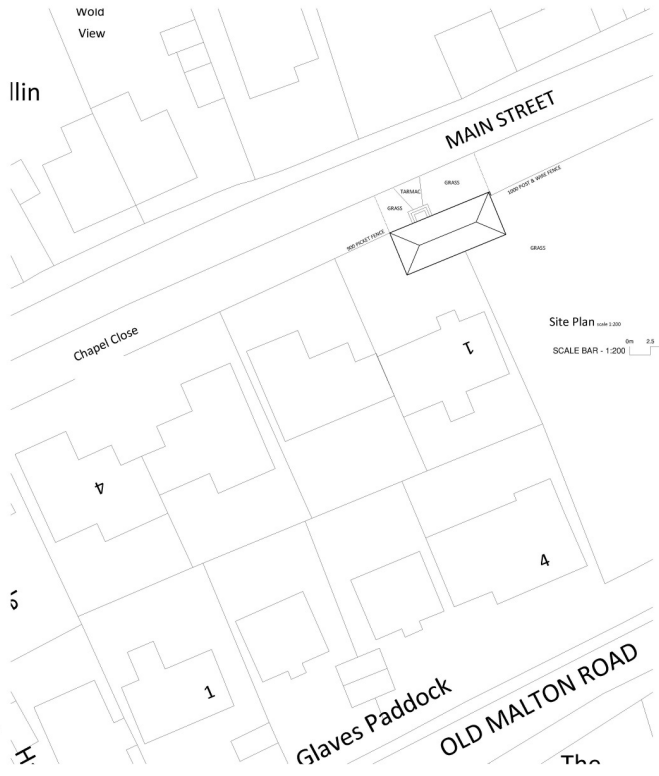 Wold
View
llin
MAIN STREET
TARMAC
GRASS
GRASS
1000 POST & WIRE FENCE
900 PICKET FENCE
GRASS
Chapel Close
Site Plan scale 1:200
SCALE BAR - 1:200
0m 2.5
1
4
4
1
Glaves Paddock
OLD MALTON ROAD
H
The